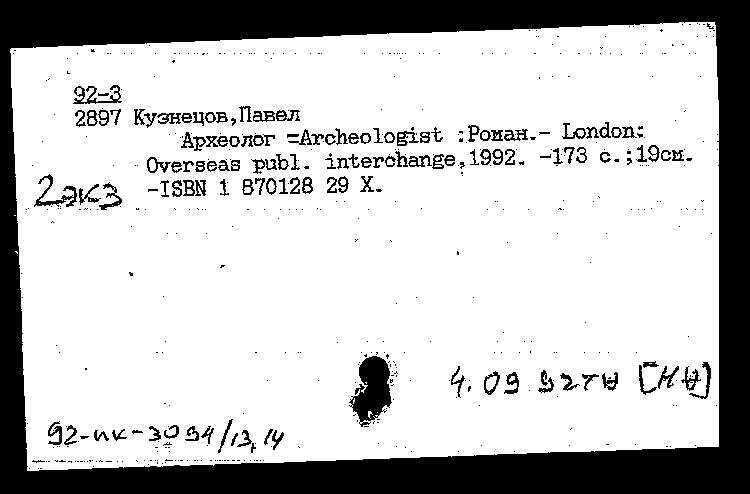 92-3
2897 Кузнецов,Павел
Археолог =Archeologist :Роман.- London:
Overseas publ. interchange,1992. -173 с.;19см.
2экз -ISBN 1 870128 29 X.
4.09 92тш [НШ]
92-ик-3094/13,14